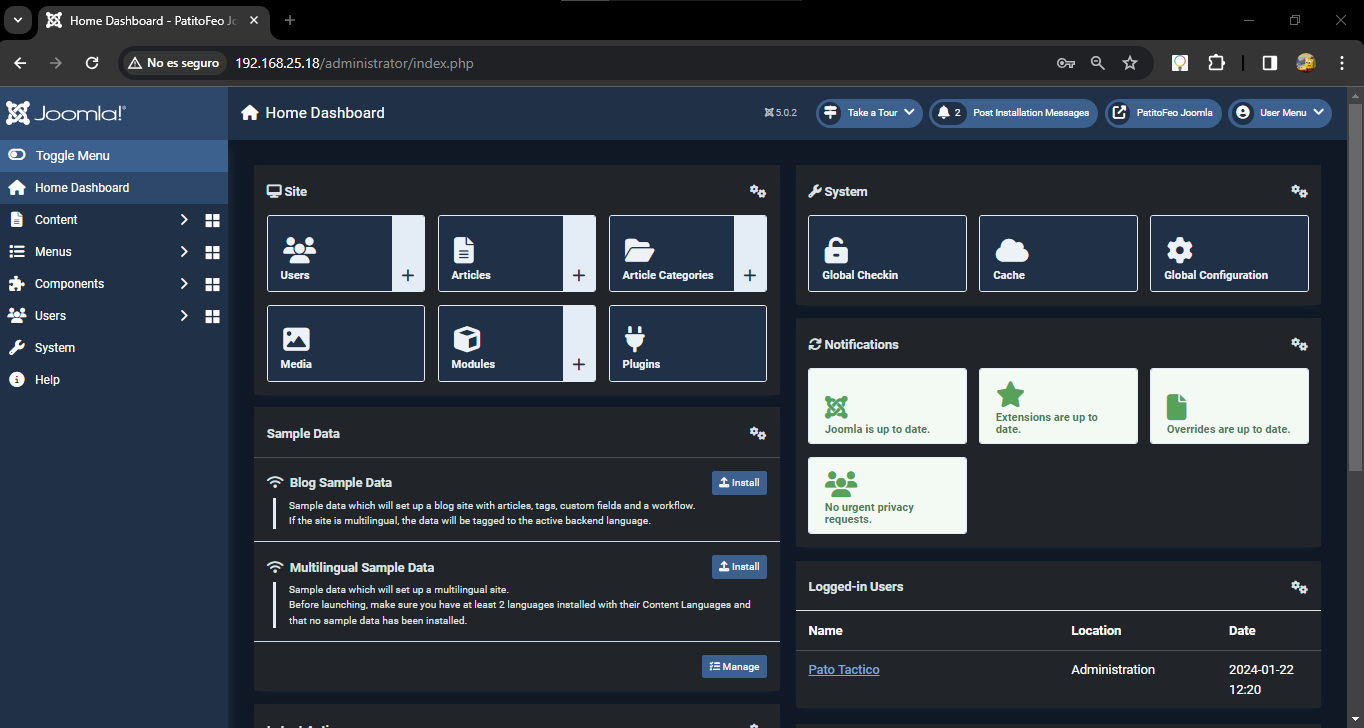 Home Dashboard - PatitoFeo Jo
No es seguro
192.168.25.18/administrator/index.php
Joomla!
Home Dashboard
5.0.2
Take a Tour
2
Post Installation Messages
PatitoFeo Joomla
User Menu
Toggle Menu
Home Dashboard
Content
Menus
Components
Users
System
Help
Site
Users
Articles
Article Categories
Media
Modules
Plugins
Sample Data
Blog Sample Data
Install
Sample data which will set up a blog site with articles, tags, custom fields and a workflow.
If the site is multilingual, the data will be tagged to the active backend language.
Multilingual Sample Data
Install
Sample data which will set up a multilingual site.
Before launching, make sure you have at least 2 languages installed with their Content Languages and
that no sample data has been installed.
Manage
System
Global Checkin
Cache
Global Configuration
Notifications
Joomla is up to date.
Extensions are up to
date.
Overrides are up to date.
No urgent privacy
requests.
Logged-in Users
Name
Location
Date
Pato Tactico
Administration
2024-01-22
12:20